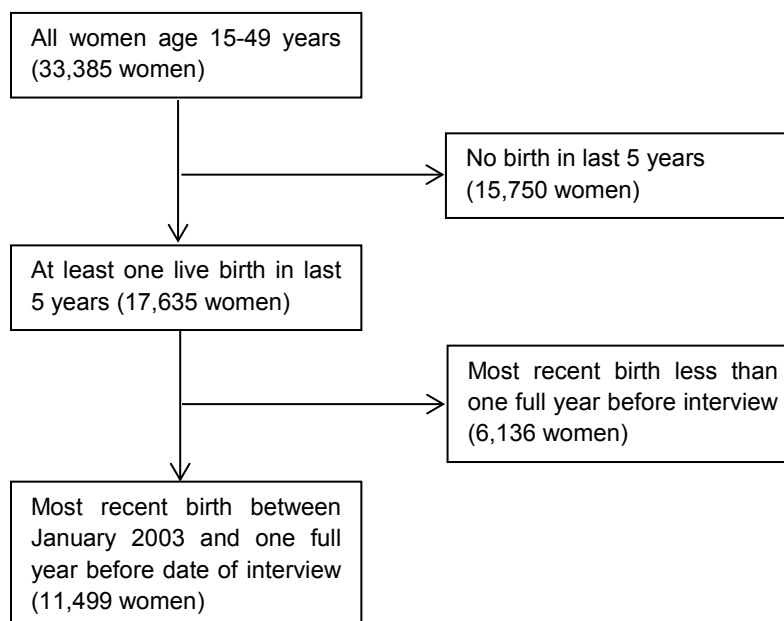 All women age 15-49 years
(33,385 women)
No birth in last 5 years
(15,750 women)
At least one live birth in last
5 years (17,635 women)
Most recent birth less than
one full year before interview
(6,136 women)
Most recent birth between
January 2003 and one full
year before date of interview
(11,499 women)